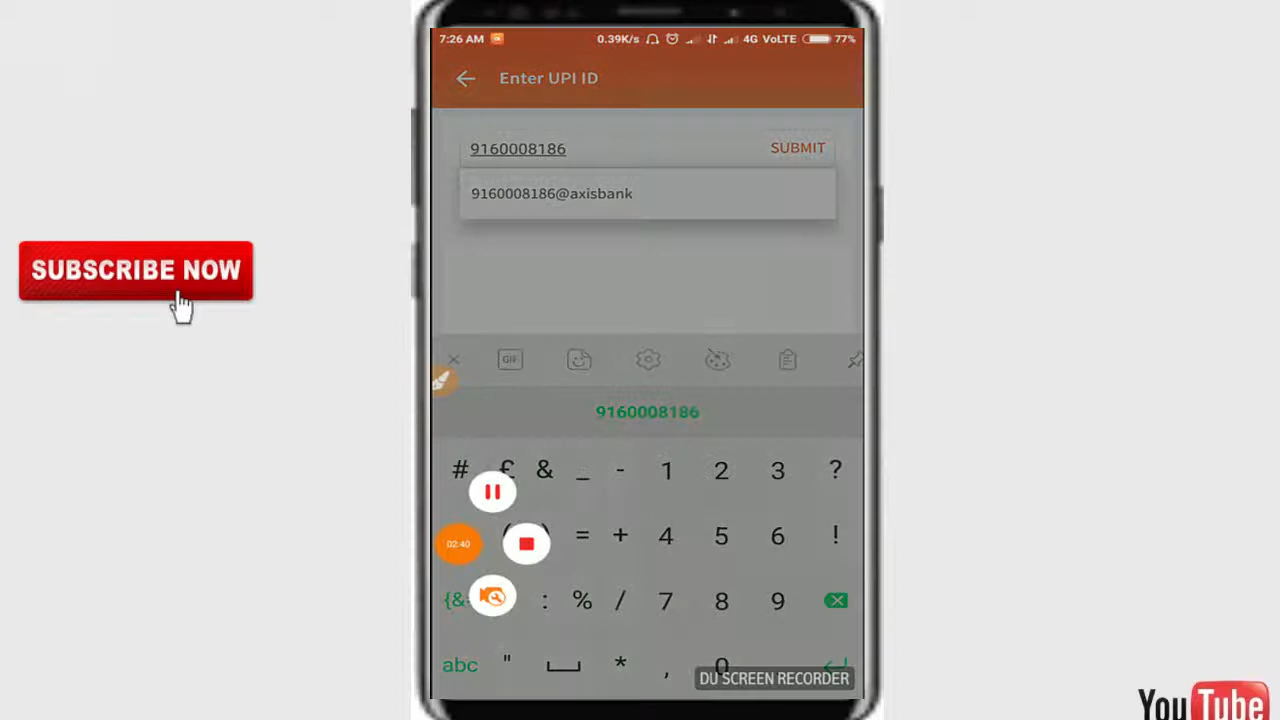 7:26 AM 0.39K/s 4G VoLTE 77%
Enter UPI ID
9160008186 SUBMIT
9160008186@axisbank
SUBSCRIBE NOW
GIF
9160008186
# £ & _ - 1 2 3 ?
( ) = + 4 5 6 !
02:40
{& : % / 7 8 9
abc " * , 0
DU SCREEN RECORDER
YouTube